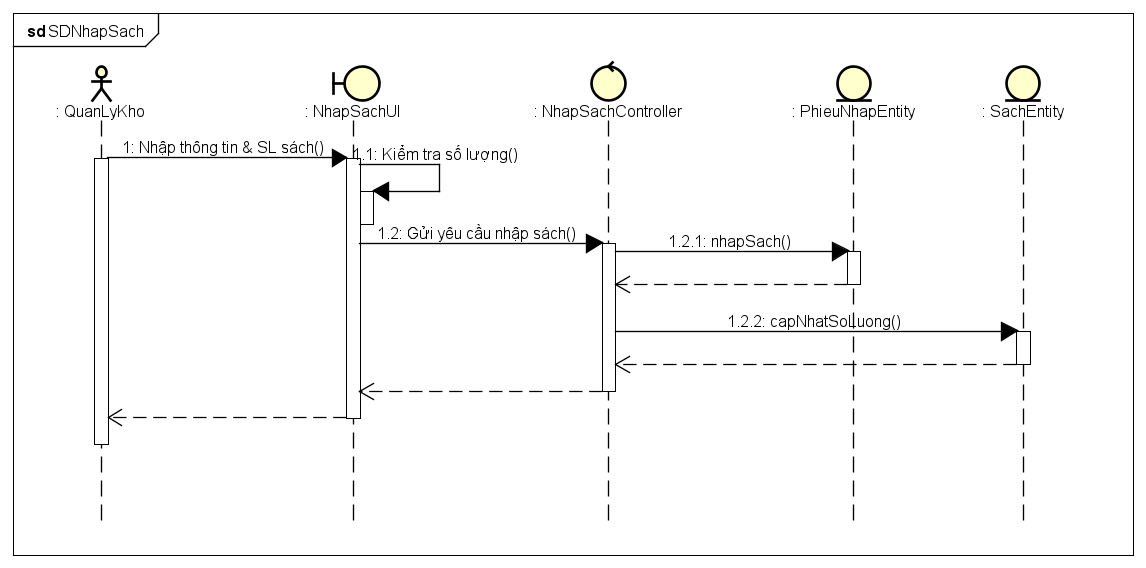 sd SDNhapSach
: QuanLyKho
: NhapSachUI
: NhapSachController
: PhieuNhapEntity
: SachEntity
1: Nhập thông tin & SL sách()
1.1: Kiểm tra số lượng()
1.2: Gửi yêu cầu nhập sách()
1.2.1: nhapSach()
1.2.2: capNhatSoLuong()